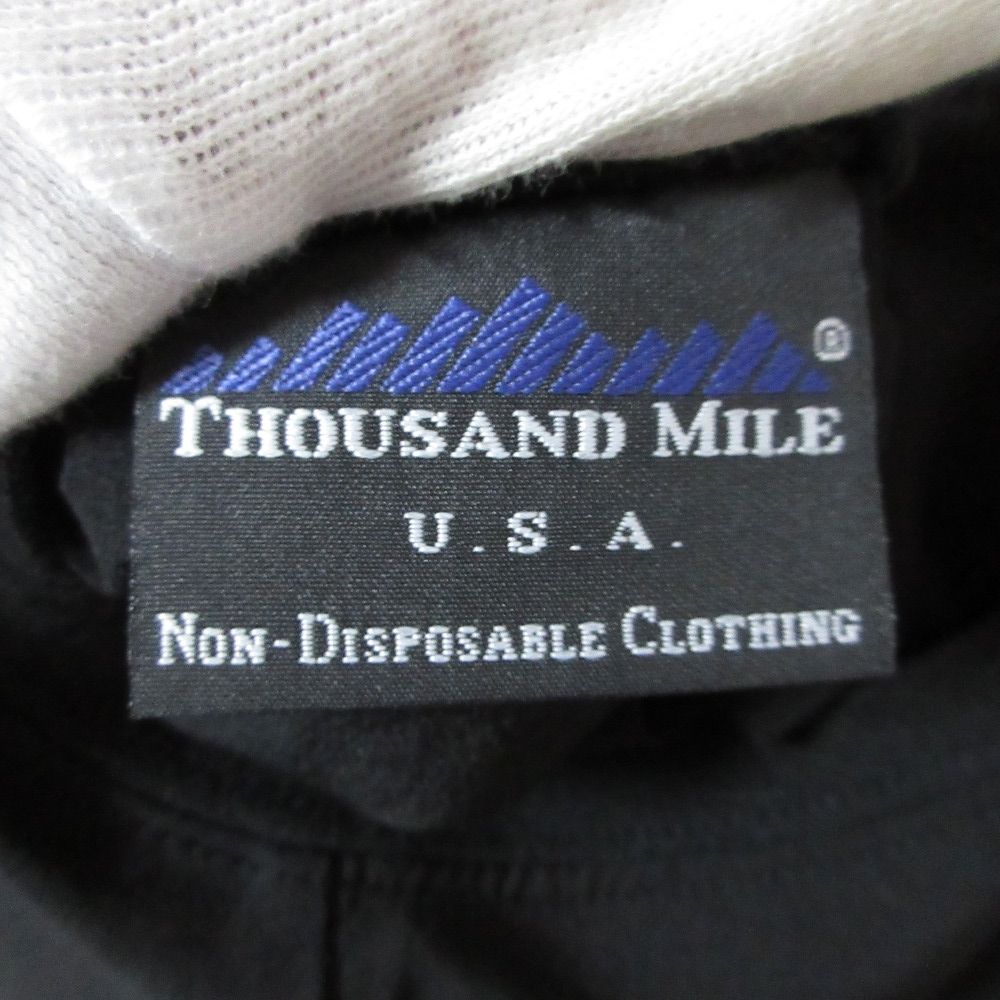 ®
THOUSAND MILE
U.S.A.
NON-DISPOSABLE CLOTHING